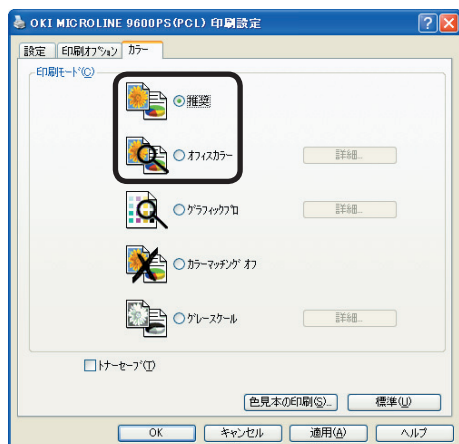 OKI MICROLINE 9600PS(PCL) 印刷設定
設定 印刷オプション カラー
印刷モード(C)
推奨
オフィスカラー 詳細...
グラフィックプロ 詳細...
カラーマッチング オフ
グレースケール 詳細...
トナーセーブ(T)
色見本の印刷(S)... 標準(U)
OK キャンセル 適用(A) ヘルプ